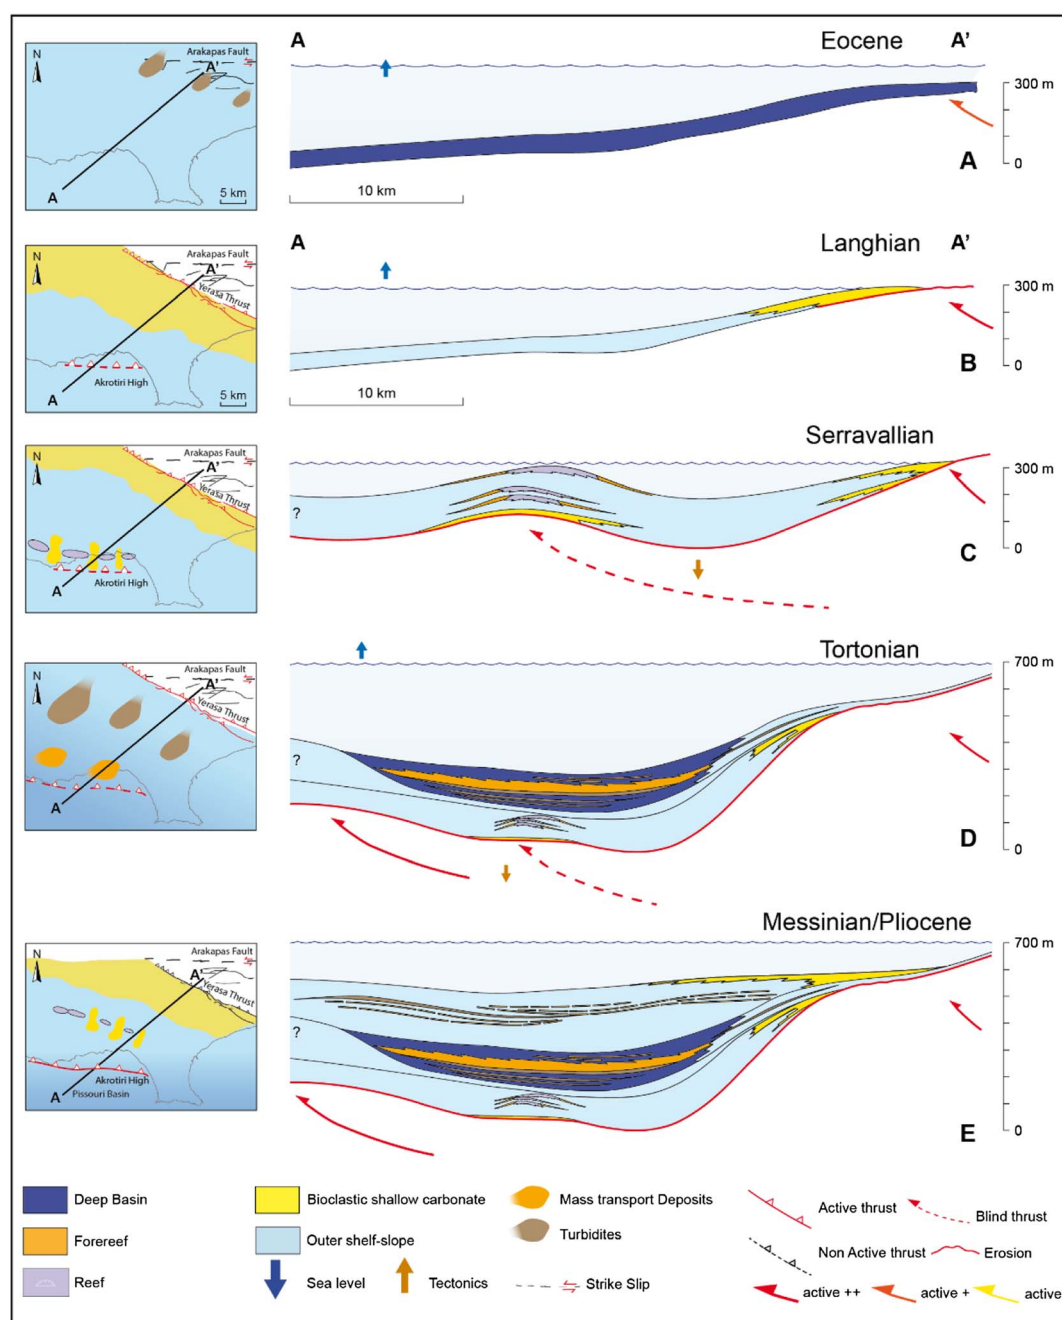 A
Eocene
A'
N
Arakapas Fault
A'
A
5 km
300 m
0
A
10 km
A
Langhian
A'
N
Arakapas Fault
A'
Yerasa Thrust
Akrotiri High
A
5 km
300 m
0
B
10 km
Serravallian
N
Arakapas Fault
A'
Yerasa Thrust
Akrotiri High
A
?
300 m
0
C
Tortonian
N
Arakapas Fault
A'
Yerasa Thrust
A
?
700 m
0
D
Messinian/Pliocene
N
Arakapas Fault
A'
Yerasa Thrust
Akrotiri High
A
Pissouri Basin
?
700 m
0
E
Deep Basin
Bioclastic shallow carbonate
Mass transport Deposits
Active thrust
Blind thrust
Forereef
Outer shelf-slope
Turbidites
Non Active thrust
Erosion
Reef
Sea level
Tectonics
Strike Slip
active ++
active +
active